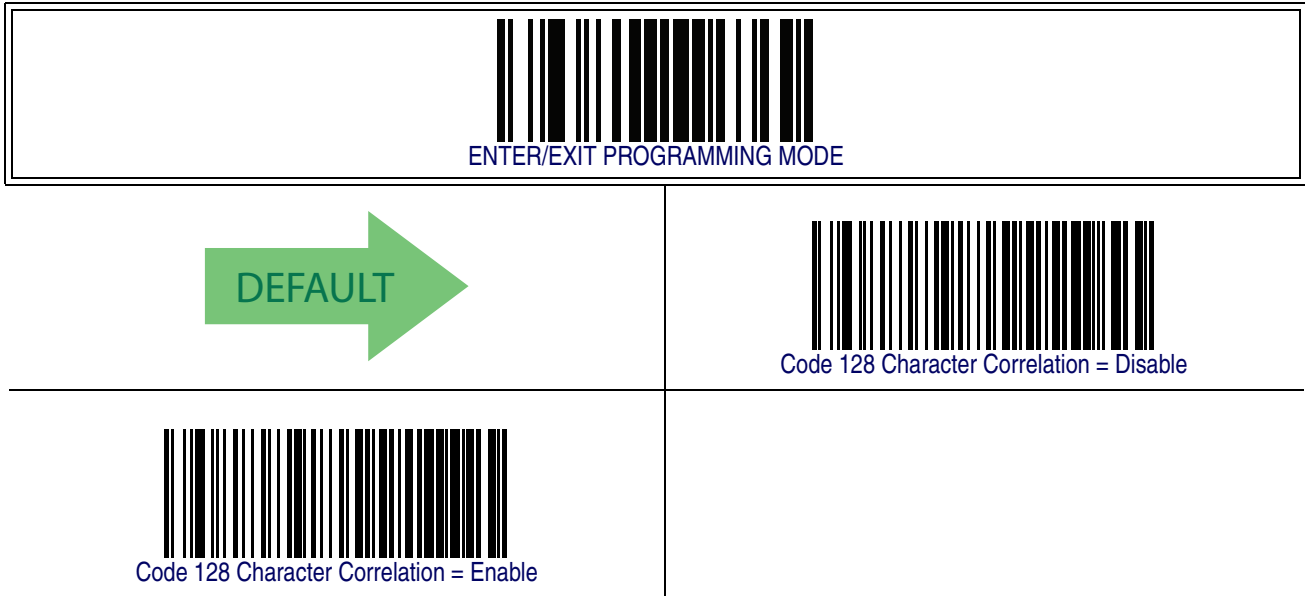 ENTER/EXIT PROGRAMMING MODE
DEFAULT
Code 128 Character Correlation = Disable
Code 128 Character Correlation = Enable